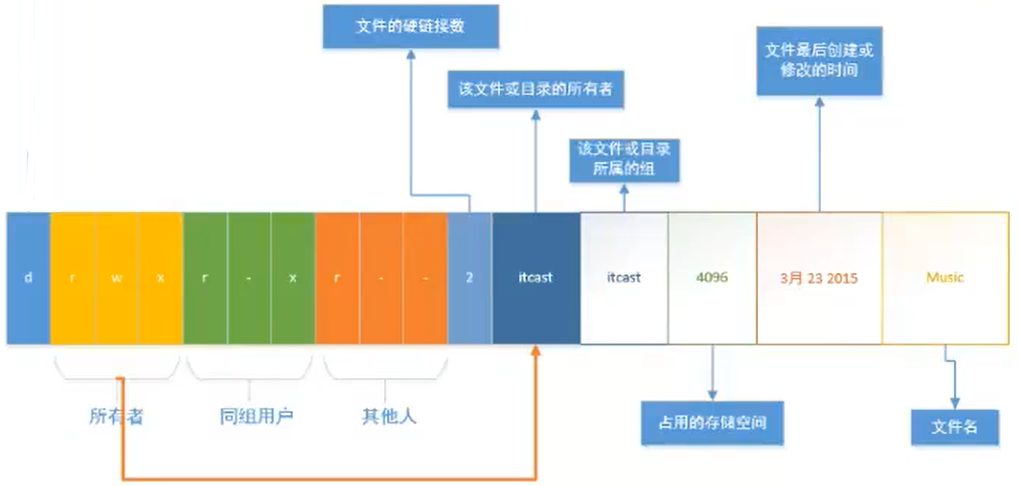 文件的硬链接数
文件最后创建或
修改的时间
该文件或目录的所有者
该文件或目录
所属的组
d r w x r - x r - - 2 itcast itcast 4096 3月 23 2015 Music
所有者 同组用户 其他人
占用的存储空间
文件名